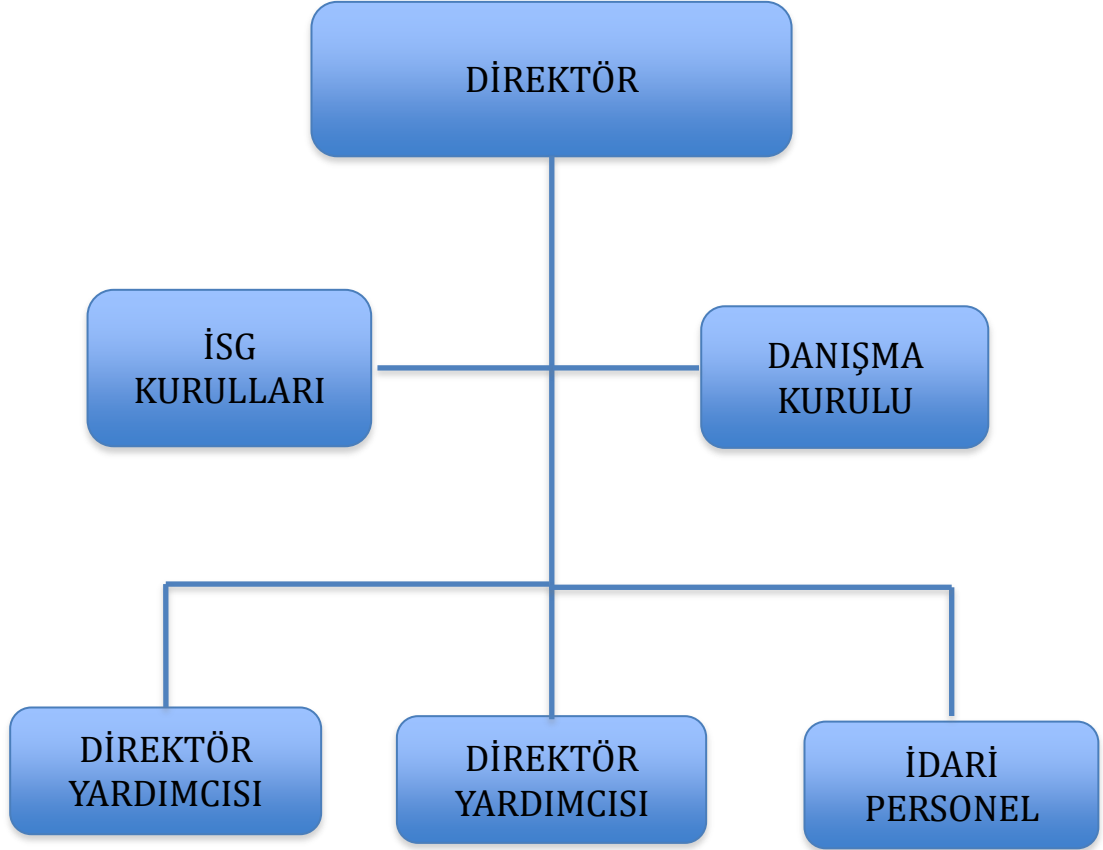 DİREKTÖR
İSG
KURULLARI
DANIŞMA
KURULU
DİREKTÖR
YARDIMCISI
DİREKTÖR
YARDIMCISI
İDARİ
PERSONEL